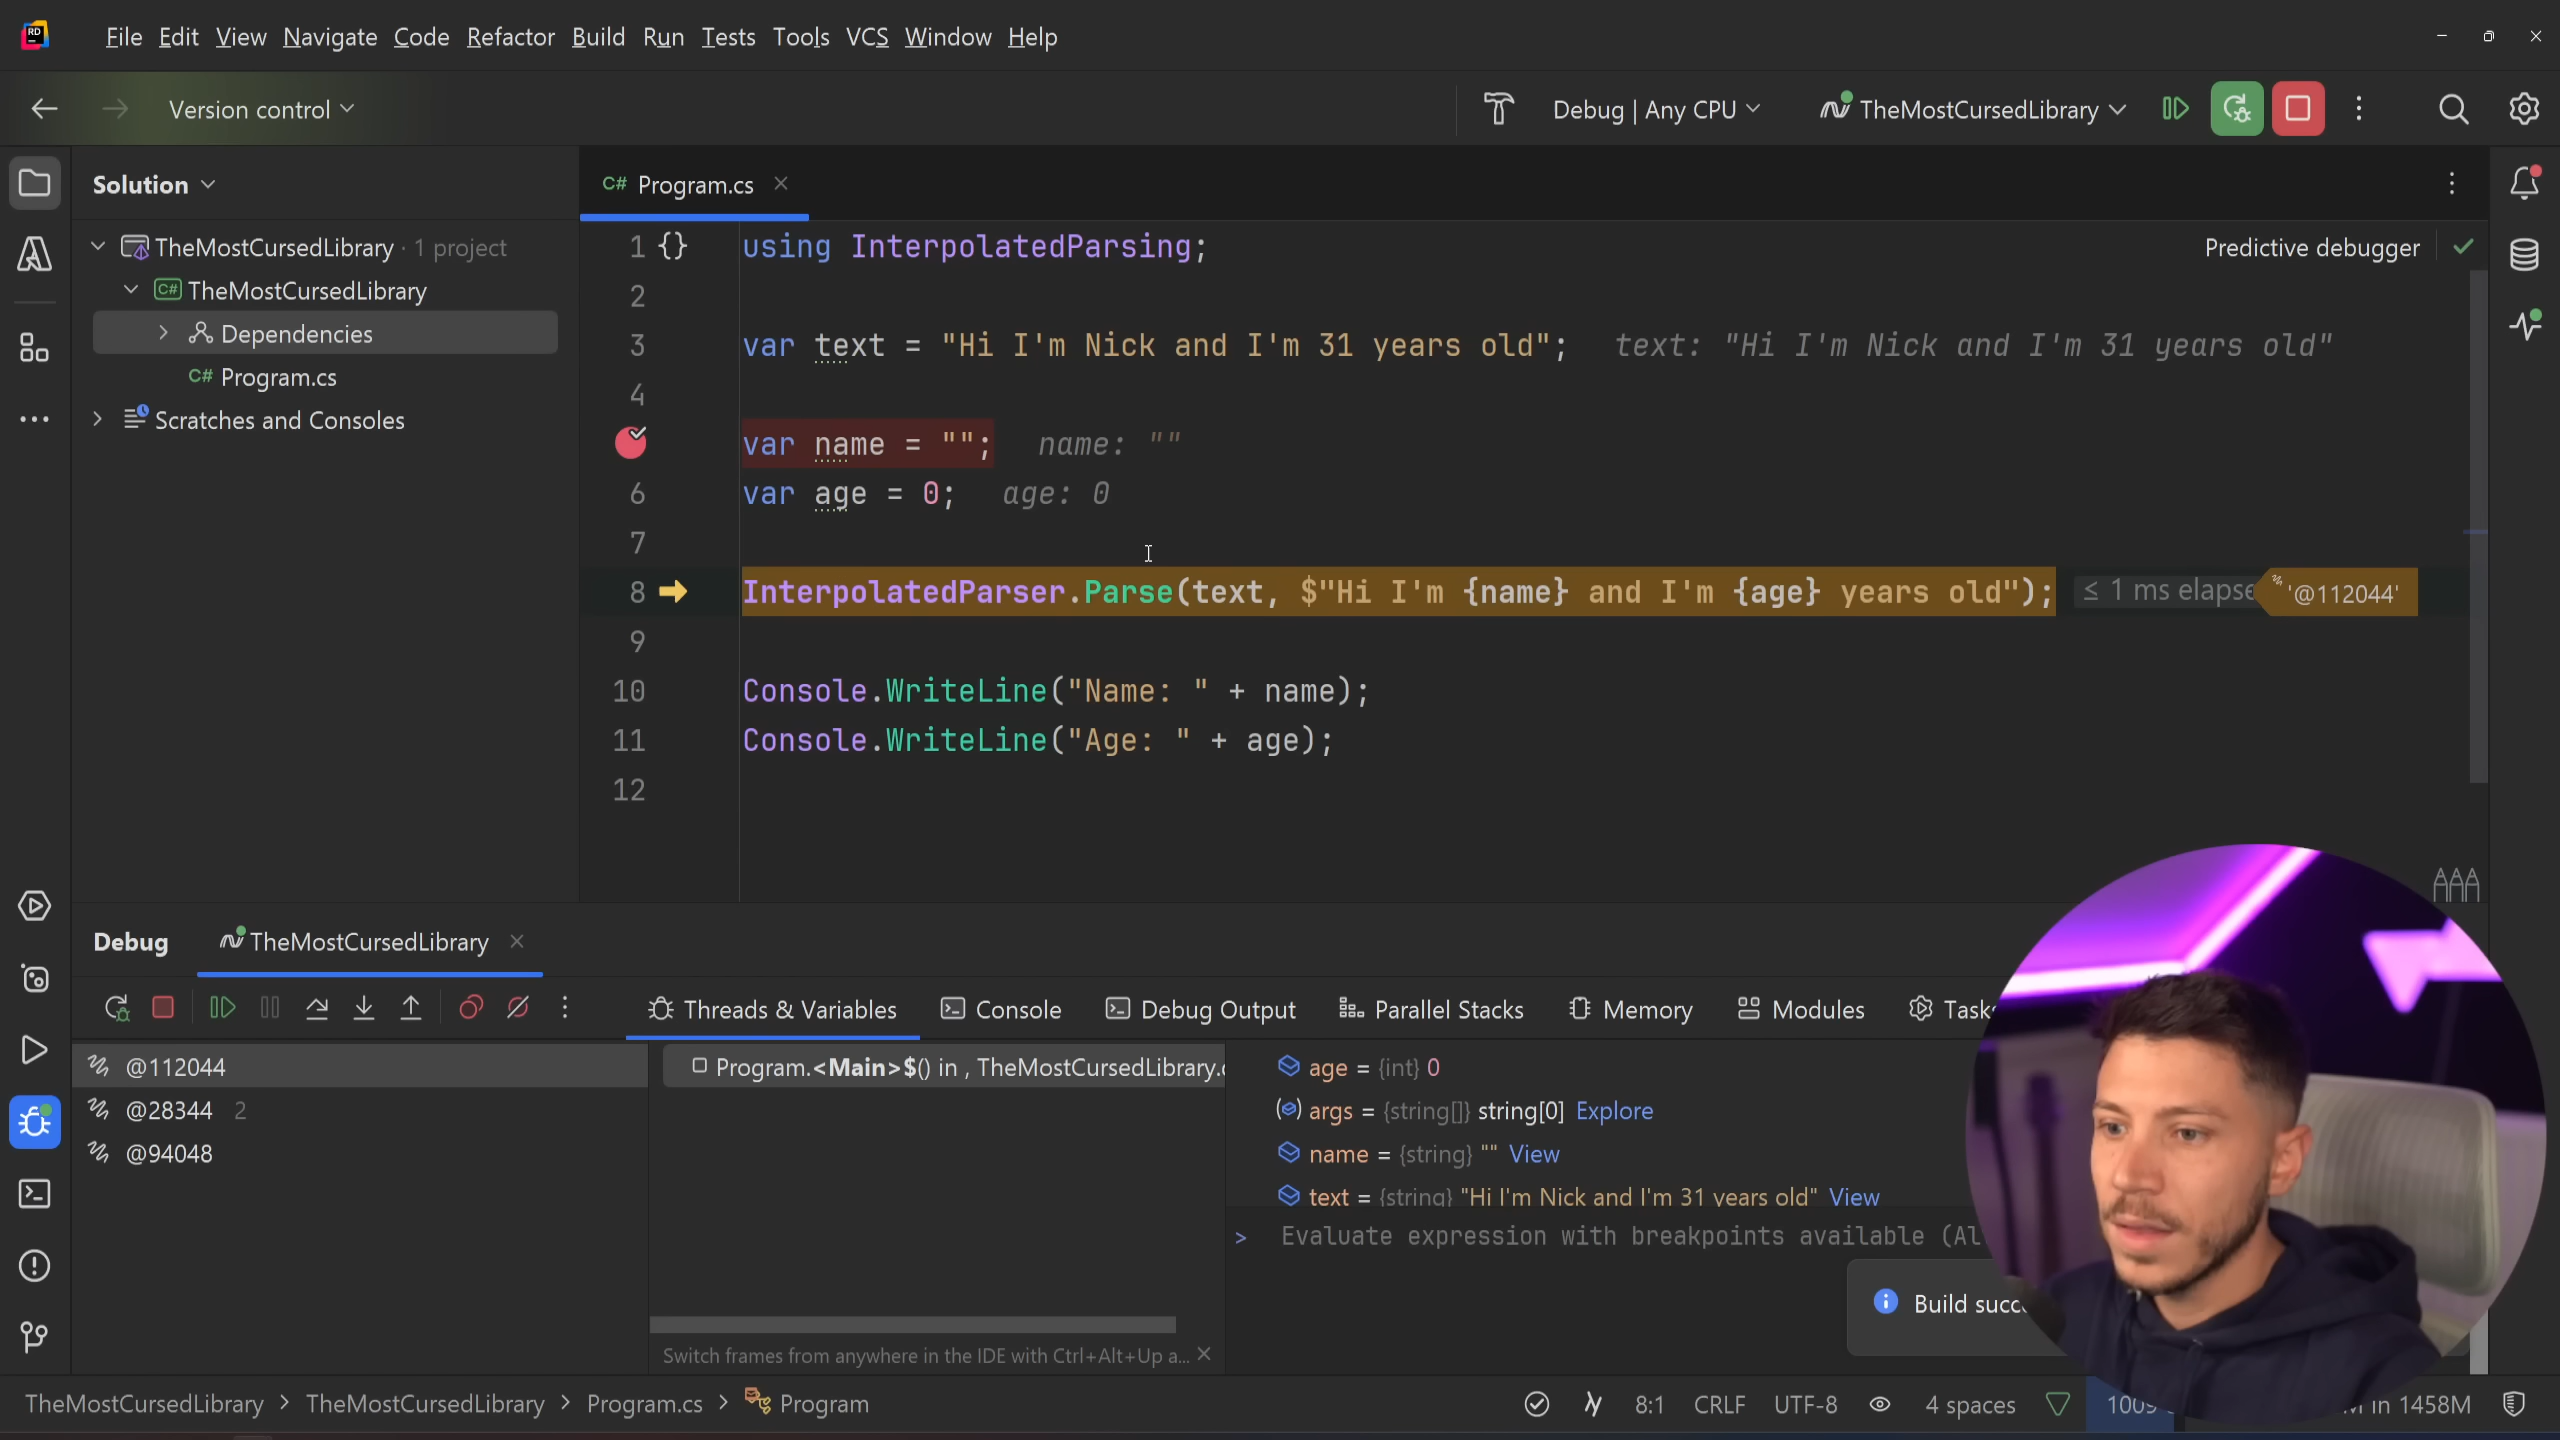 RD
File Edit View Navigate Code Refactor Build Run Tests Tools VCS Window Help
Version control
Debug | Any CPU
TheMostCursedLibrary
Solution
TheMostCursedLibrary · 1 project
C# TheMostCursedLibrary
Dependencies
C# Program.cs
Scratches and Consoles
C# Program.cs
Predictive debugger
1 {} using InterpolatedParsing;
2
3 var text = "Hi I'm Nick and I'm 31 years old"; text: "Hi I'm Nick and I'm 31 years old"
4
var name = ""; name: ""
6 var age = 0; age: 0
7
8 InterpolatedParser.Parse(text, $"Hi I'm {name} and I'm {age} years old"); ≤ 1 ms elapse '@112044'
9
10 Console.WriteLine("Name: " + name);
11 Console.WriteLine("Age: " + age);
12
Debug
TheMostCursedLibrary
Threads & Variables
Console
Debug Output
Parallel Stacks
Memory
Modules
Tasks
@112044
@28344 2
@94048
Program.<Main>$() in , TheMostCursedLibrary.
age = {int} 0
args = {string[]} string[0] Explore
name = {string} "" View
text = {string} "Hi I'm Nick and I'm 31 years old" View
> Evaluate expression with breakpoints available (Al
Build succ
Switch frames from anywhere in the IDE with Ctrl+Alt+Up a...
TheMostCursedLibrary > TheMostCursedLibrary > Program.cs > Program
8:1 CRLF UTF-8 4 spaces 1009 in 1458M